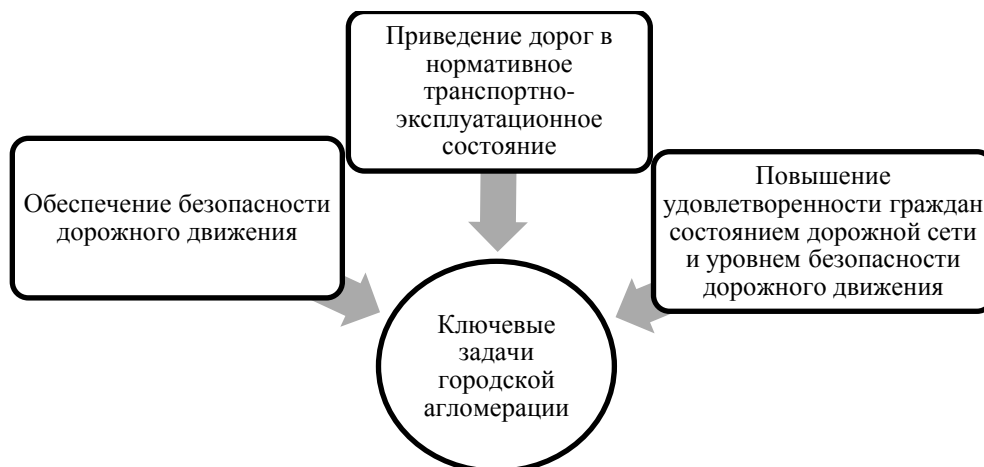 Приведение дорог в
нормативное
транспортно-
эксплуатационное
состояние
Обеспечение безопасности
дорожного движения
Повышение
удовлетворенности граждан
состоянием дорожной сети
и уровнем безопасности
дорожного движения
Ключевые
задачи
городской
агломерации